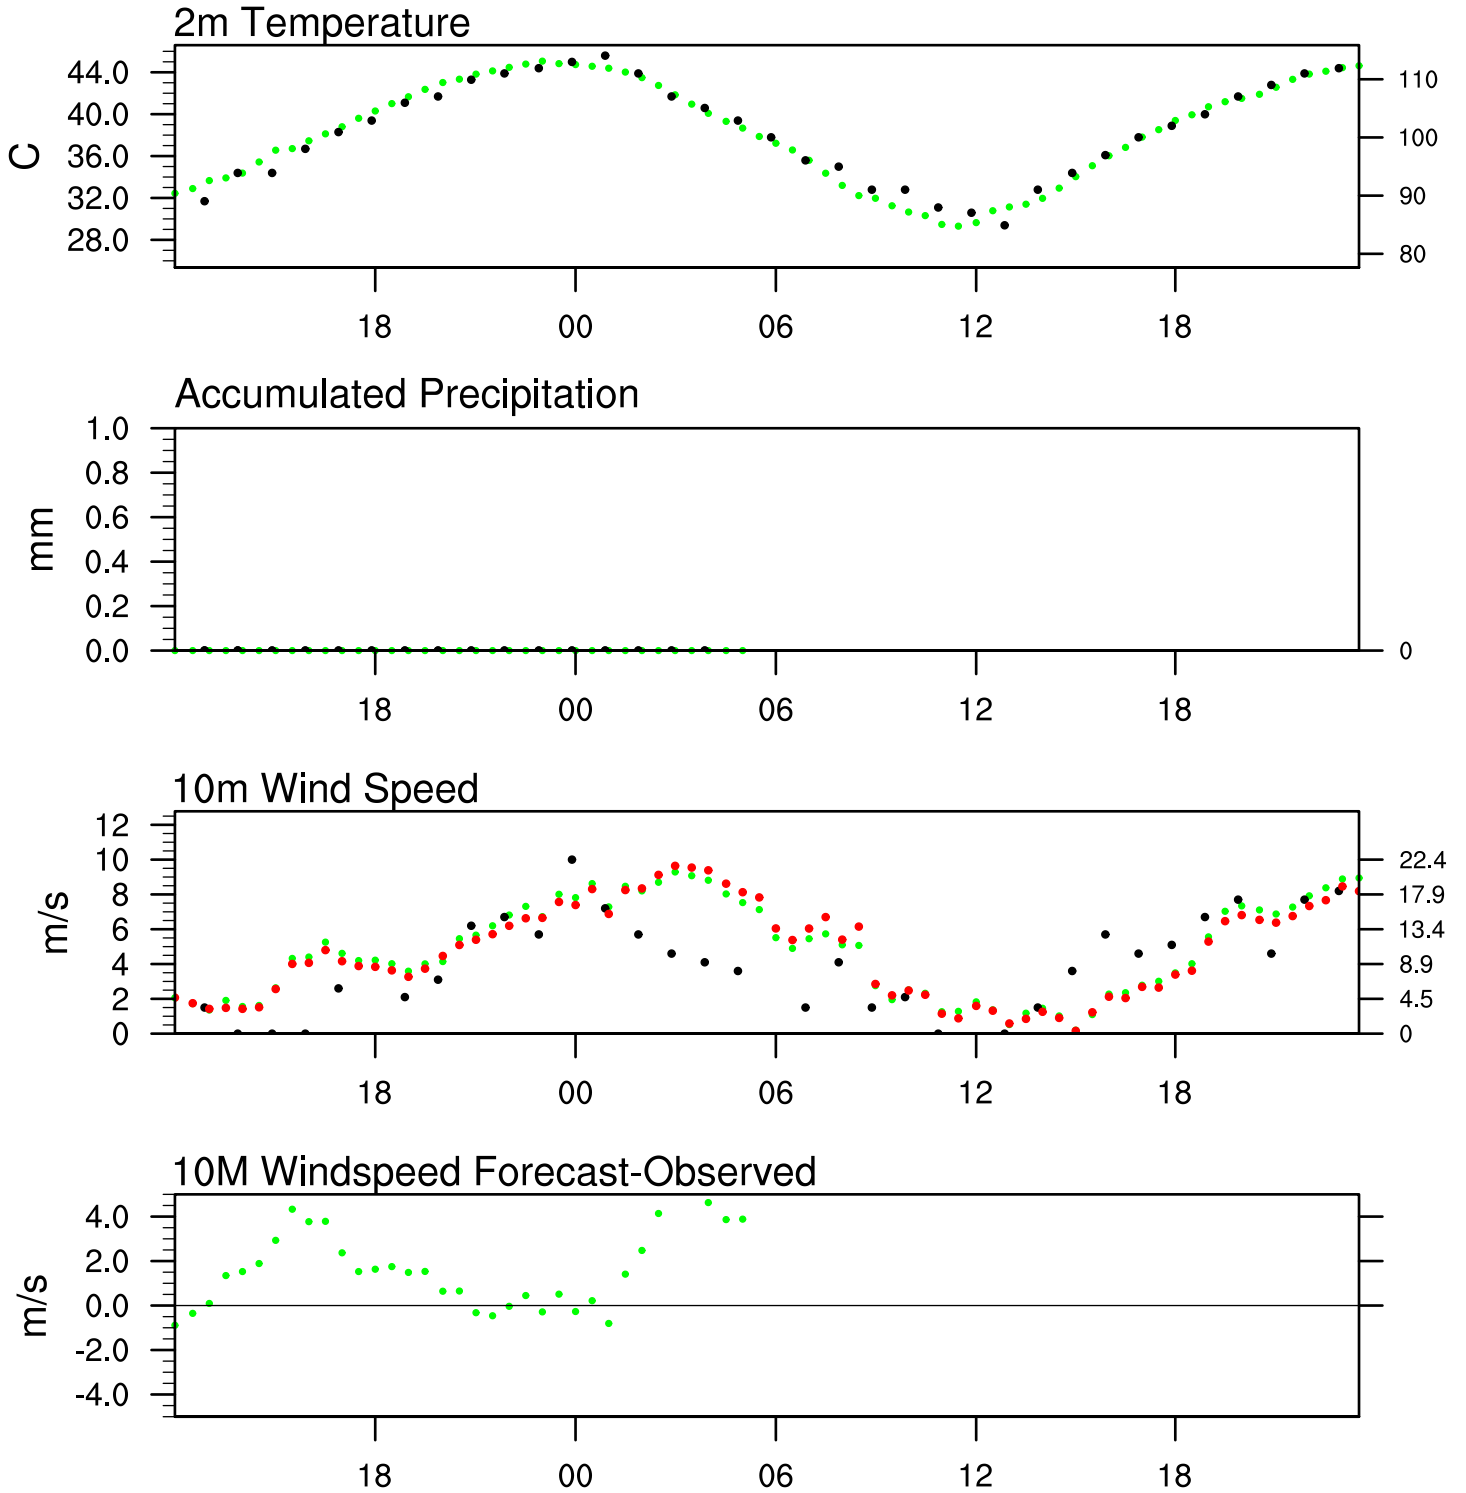 2m Temperature
44.0
40.0
36.0
32.0
28.0
C
110
100
90
80
18 00 06 12 18
Accumulated Precipitation
1.0
0.8
0.6
0.4
0.2
0.0
mm
0
18 00 06 12 18
10m Wind Speed
12
10
8
6
4
2
0
m/s
22.4
17.9
13.4
8.9
4.5
0
18 00 06 12 18
10M Windspeed Forecast-Observed
4.0
2.0
0.0
-2.0
-4.0
m/s
18 00 06 12 18